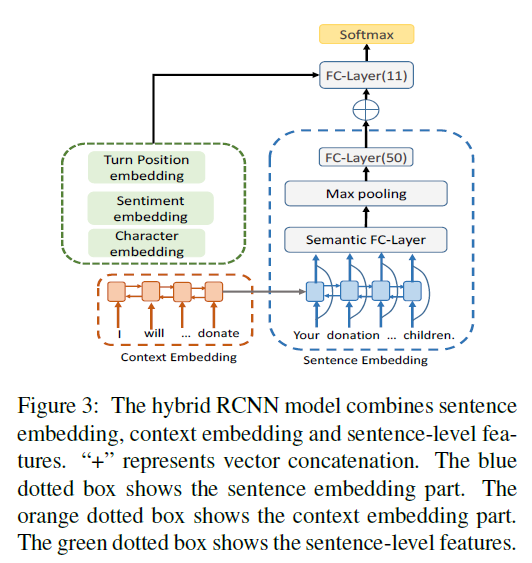 Softmax
FC-Layer(11)
FC-Layer(50)
Turn Position
embedding
Max pooling
Sentiment
embedding
Character
embedding
Semantic FC-Layer
I will ... donate
Your donation ... children.
Context Embedding
Sentence Embedding
Figure 3: The hybrid RCNN model combines sentence
embedding, context embedding and sentence-level fea-
tures. “+” represents vector concatenation. The blue
dotted box shows the sentence embedding part. The
orange dotted box shows the context embedding part.
The green dotted box shows the sentence-level features.